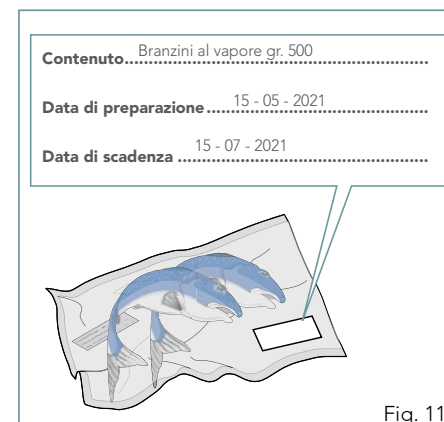 Contenuto....Branzini al vapore gr. 500
Data di preparazione....15 - 05 - 2021
Data di scadenza ....15 - 07 - 2021
Fig. 11